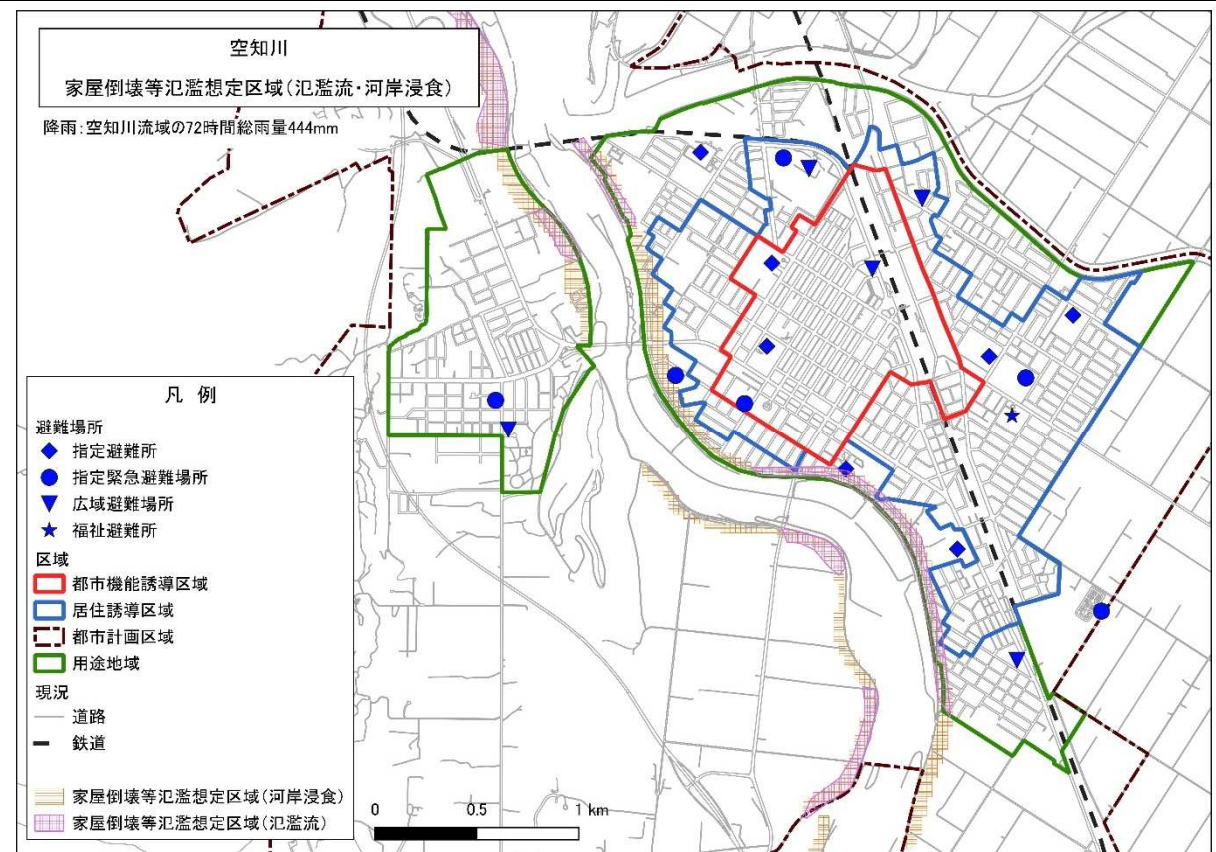 空知川
家屋倒壊等氾濫想定区域(氾濫流・河岸浸食)
降雨:空知川流域の72時間総雨量444mm
凡 例
避難場所
指定避難所
指定緊急避難場所
広域避難場所
福祉避難所
区域
都市機能誘導区域
居住誘導区域
都市計画区域
用途地域
現況
道路
鉄道
家屋倒壊等氾濫想定区域(河岸浸食)
家屋倒壊等氾濫想定区域(氾濫流)
0 0.5 1 km